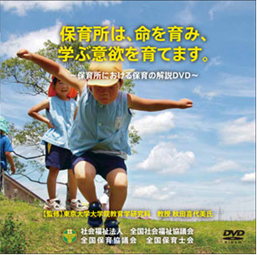 保育所は、命を育み、
学ぶ意欲を育てます。
～保育所における保育の解説DVD～
【監修】東京大学大学院教育学研究科 教授 秋田喜代美氏
社会福祉法人 全国社会福祉協議会
全国保育協議会 全国保育士会
DVD
VIDEO